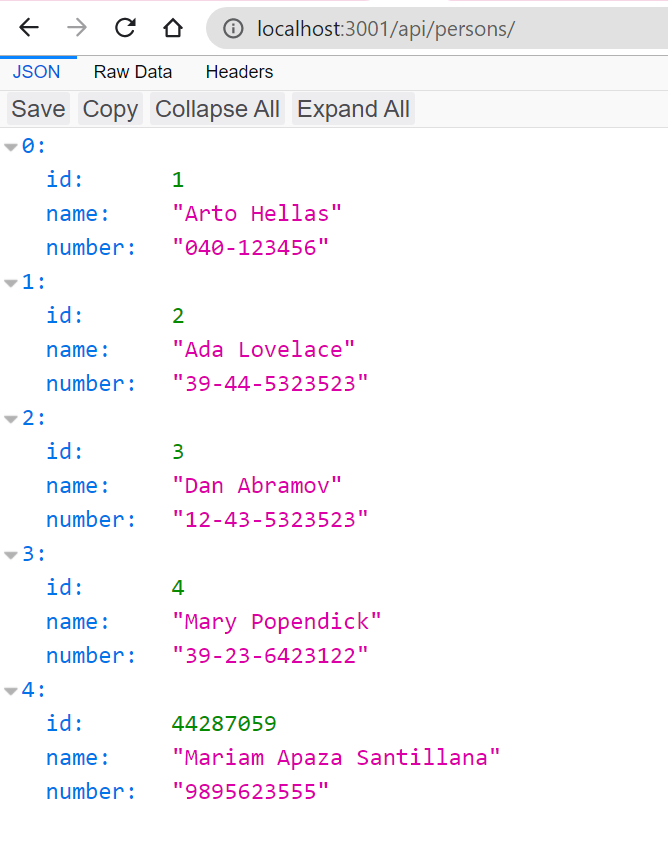 localhost:3001/api/persons/
JSON Raw Data Headers
Save Copy Collapse All Expand All
0:
id: 1
name: "Arto Hellas"
number: "040-123456"
1:
id: 2
name: "Ada Lovelace"
number: "39-44-5323523"
2:
id: 3
name: "Dan Abramov"
number: "12-43-5323523"
3:
id: 4
name: "Mary Popendick"
number: "39-23-6423122"
4:
id: 44287059
name: "Mariam Apaza Santillana"
number: "9895623555"